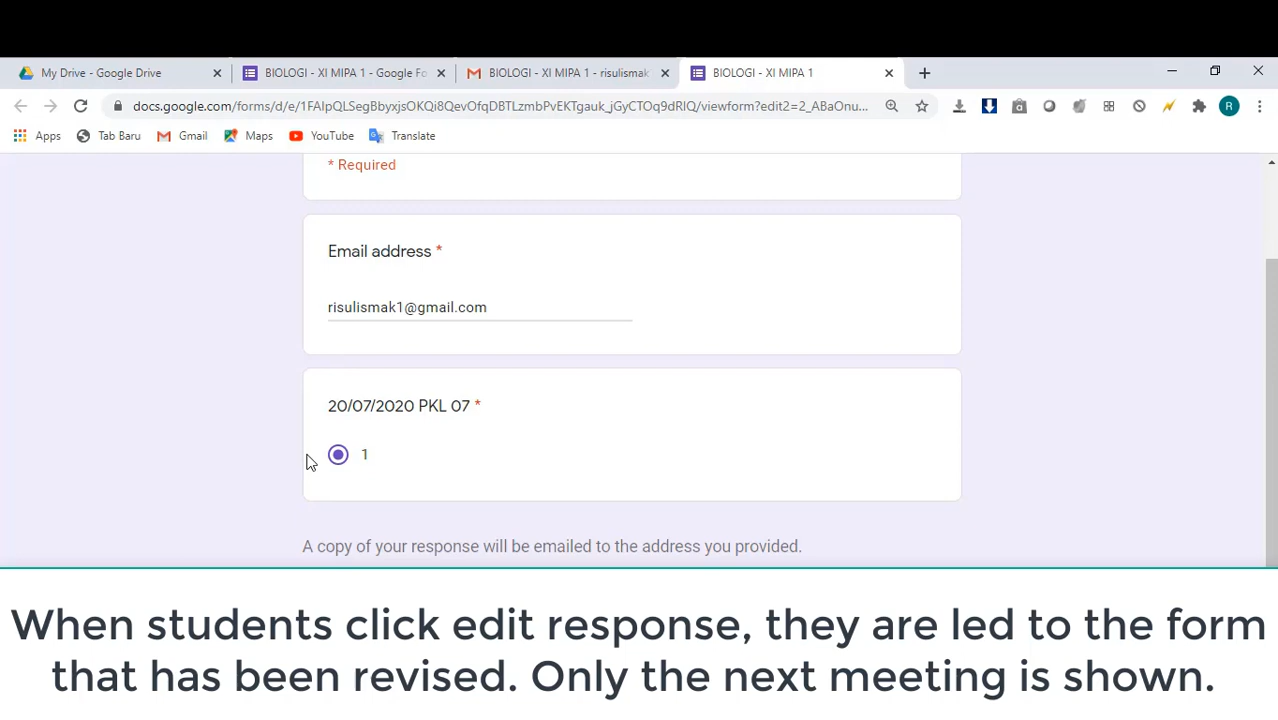 My Drive - Google Drive
BIOLOGI - XI MIPA 1 - Google Fo
BIOLOGI - XI MIPA 1 - risulismak
BIOLOGI - XI MIPA 1
docs.google.com/forms/d/e/1FAIpQLSegBbyxjsOKQi8QevOfqDBTLzmbPvEKTgauk_jGyCTOq9dRIQ/viewform?edit2=2_ABaOnu...
R
Apps Tab Baru Gmail Maps YouTube Translate
* Required
Email address *
risulismak1@gmail.com
20/07/2020 PKL 07 *
1
A copy of your response will be emailed to the address you provided.
When students click edit response, they are led to the form
that has been revised. Only the next meeting is shown.